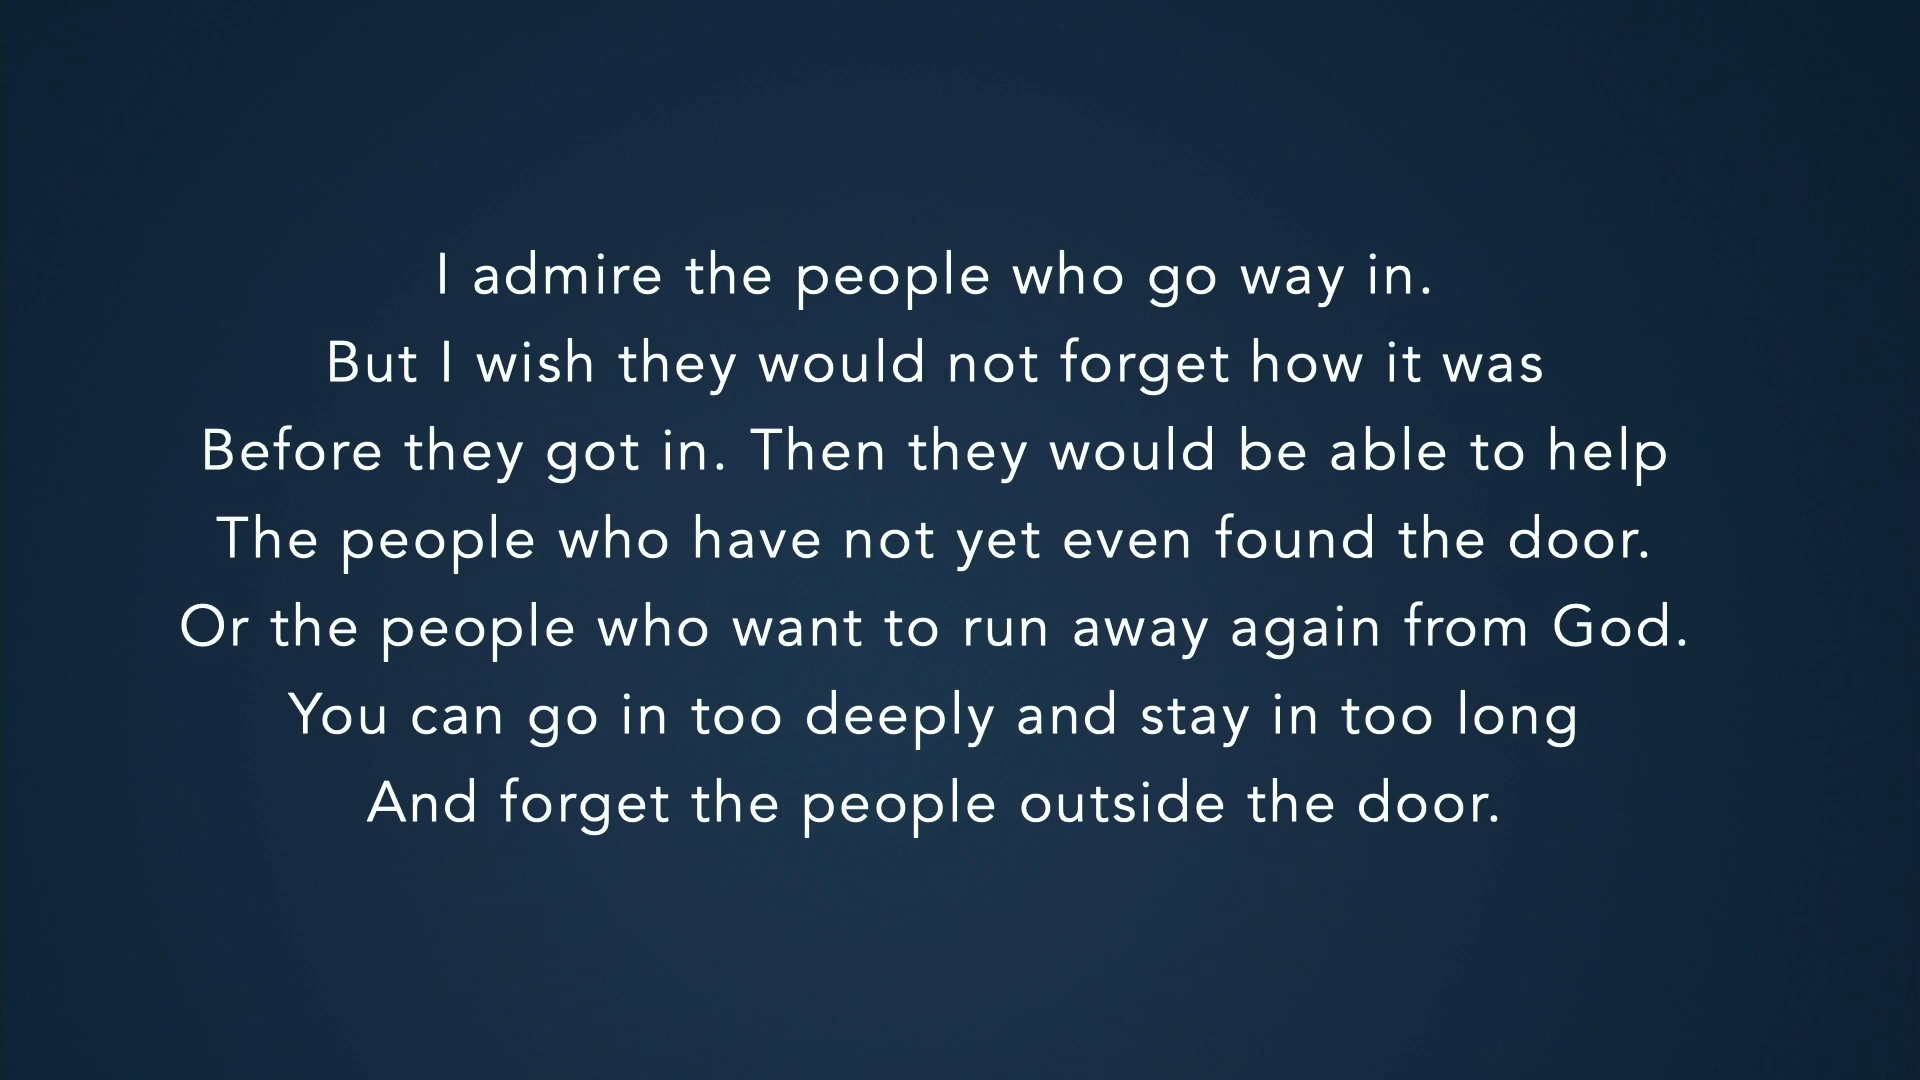 I admire the people who go way in.
But I wish they would not forget how it was
Before they got in. Then they would be able to help
The people who have not yet even found the door.
Or the people who want to run away again from God.
You can go in too deeply and stay in too long
And forget the people outside the door.